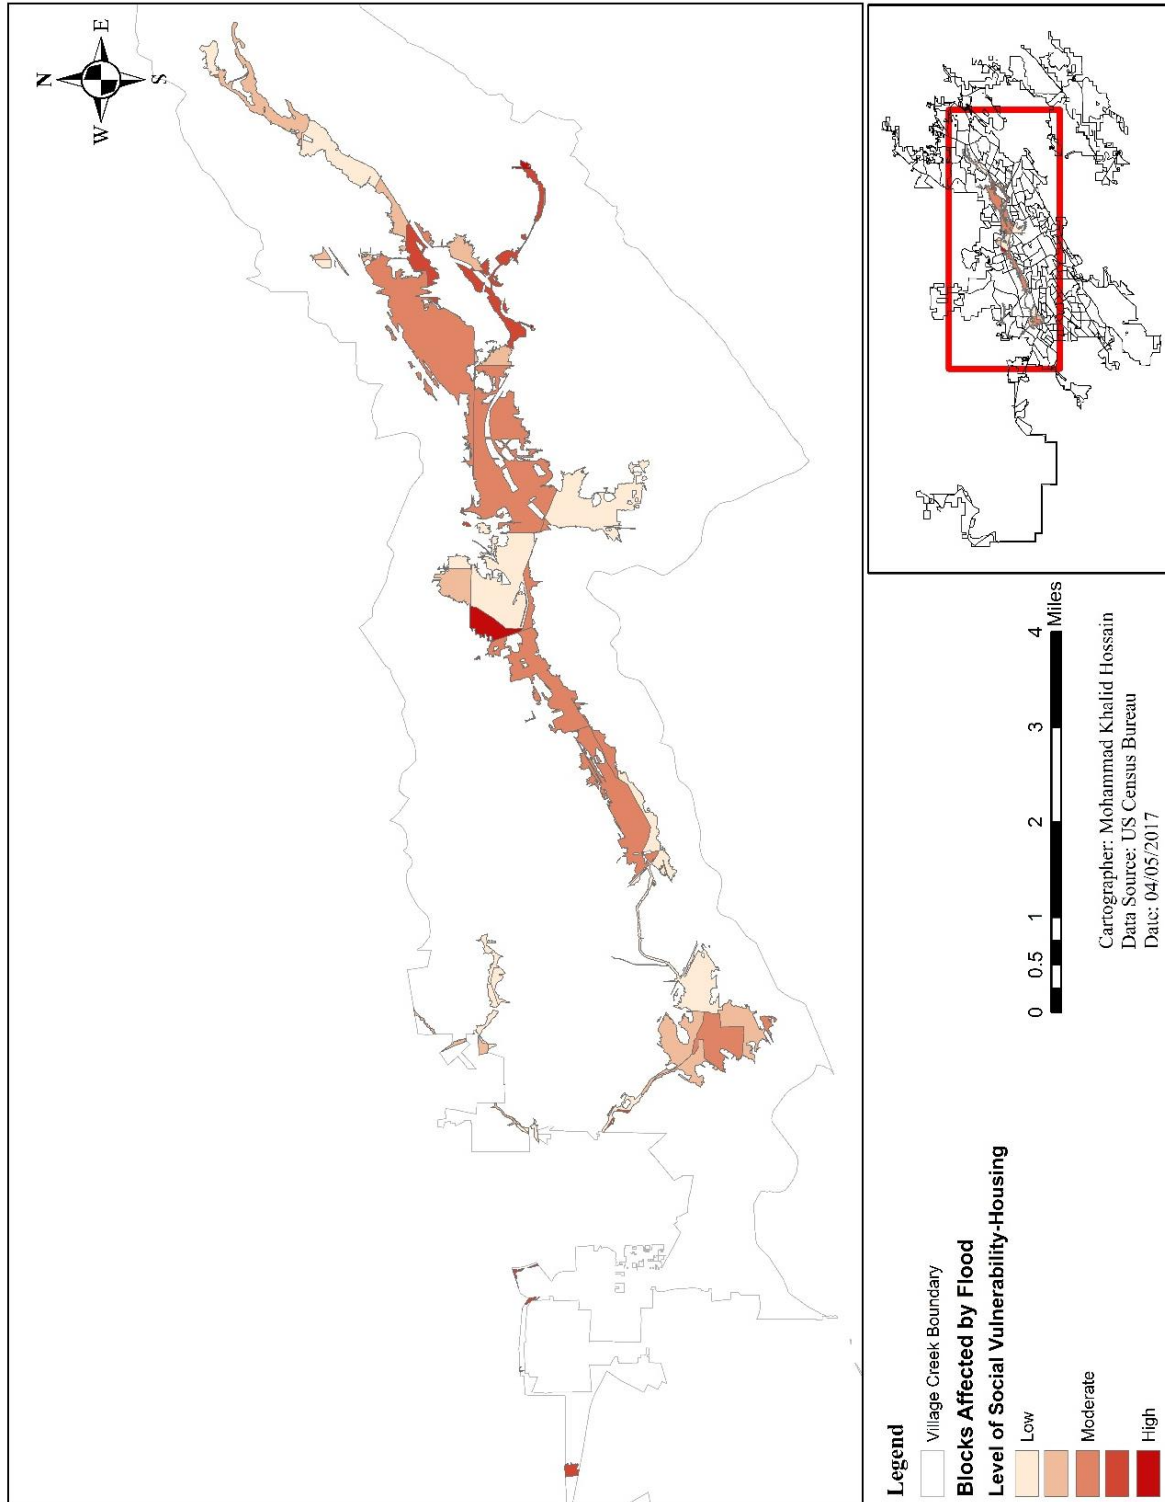 N
W E
S
Legend
Village Creek Boundary
Blocks Affected by Flood
Level of Social Vulnerability-Housing
Low
Moderate
High
0 0.5 1 2 3 4
Miles
Cartographer: Mohammad Khalid Hossain
Data Source: US Census Bureau
Date: 04/05/2017